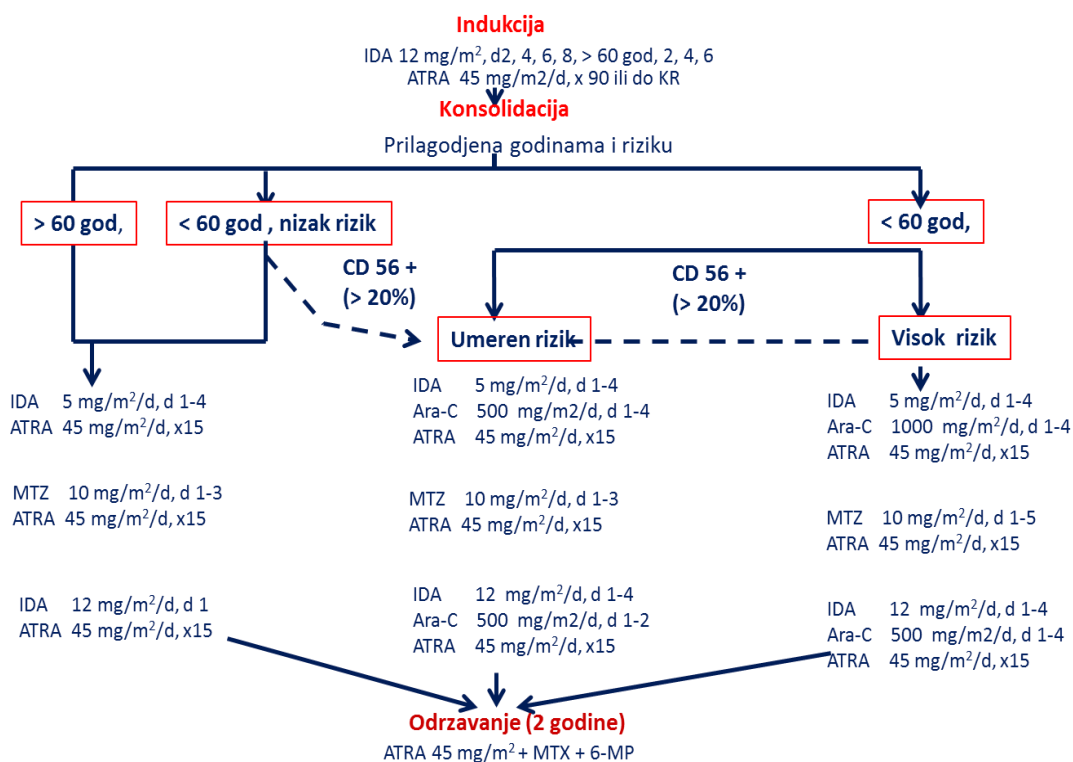 Indukcija
IDA 12 mg/m², d2, 4, 6, 8, > 60 god, 2, 4, 6
ATRA 45 mg/m2/d, x 90 ili do KR
Konsolidacija
Prilagodjena godinama i riziku
> 60 god,
< 60 god , nizak rizik
< 60 god,
CD 56 +
(> 20%)
CD 56 +
(> 20%)
Umeren rizik
Visok rizik
IDA 5 mg/m²/d, d 1-4
ATRA 45 mg/m²/d, x15
MTZ 10 mg/m²/d, d 1-3
ATRA 45 mg/m²/d, x15
IDA 12 mg/m²/d, d 1
ATRA 45 mg/m²/d, x15
IDA 5 mg/m²/d, d 1-4
Ara-C 500 mg/m2/d, d 1-4
ATRA 45 mg/m²/d, x15
MTZ 10 mg/m²/d, d 1-3
ATRA 45 mg/m²/d, x15
IDA 12 mg/m²/d, d 1-4
Ara-C 500 mg/m2/d, d 1-2
ATRA 45 mg/m²/d, x15
IDA 5 mg/m²/d, d 1-4
Ara-C 1000 mg/m2/d, d 1-4
ATRA 45 mg/m²/d, x15
MTZ 10 mg/m²/d, d 1-5
ATRA 45 mg/m²/d, x15
IDA 12 mg/m²/d, d 1-4
Ara-C 500 mg/m2/d, d 1-4
ATRA 45 mg/m²/d, x15
Odrzavanje (2 godine)
ATRA 45 mg/m² + MTX + 6-MP